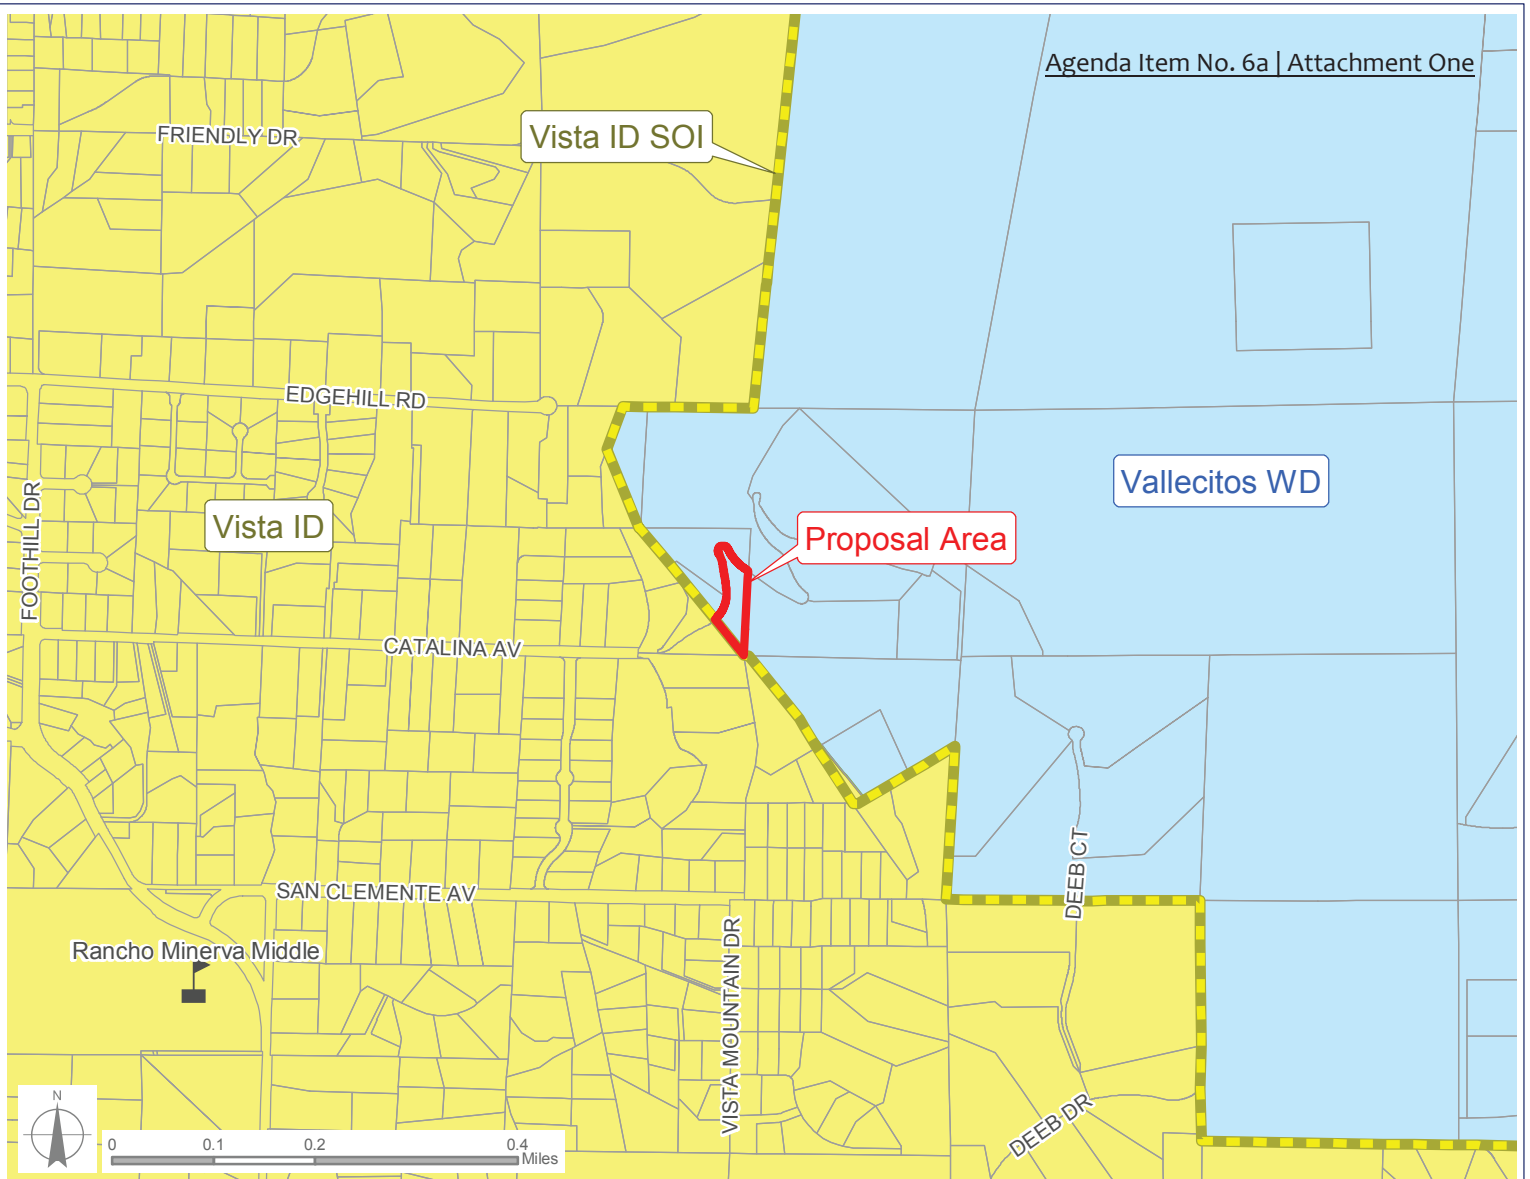 Agenda Item No. 6a | Attachment One
FRIENDLY DR
Vista ID SOI
EDGEHILL RD
Vallecitos WD
FOOTHILL DR
Vista ID
Proposal Area
CATALINA AV
DEEB CT
SAN CLEMENTE AV
Rancho Minerva Middle
VISTA MOUNTAIN DR
DEEB DR
N
0 0.1 0.2 0.4
Miles